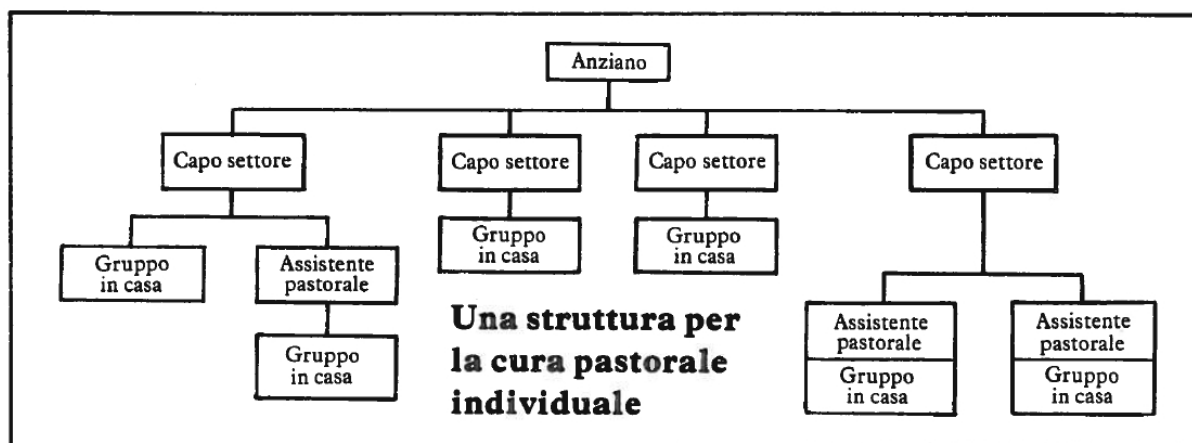 Anziano
Capo settore
Capo settore
Capo settore
Capo settore
Gruppo
in casa
Assistente
pastorale
Gruppo
in casa
Gruppo
in casa
Gruppo
in casa
Una struttura per
la cura pastorale
individuale
Assistente
pastorale
Gruppo
in casa
Assistente
pastorale
Gruppo
in casa